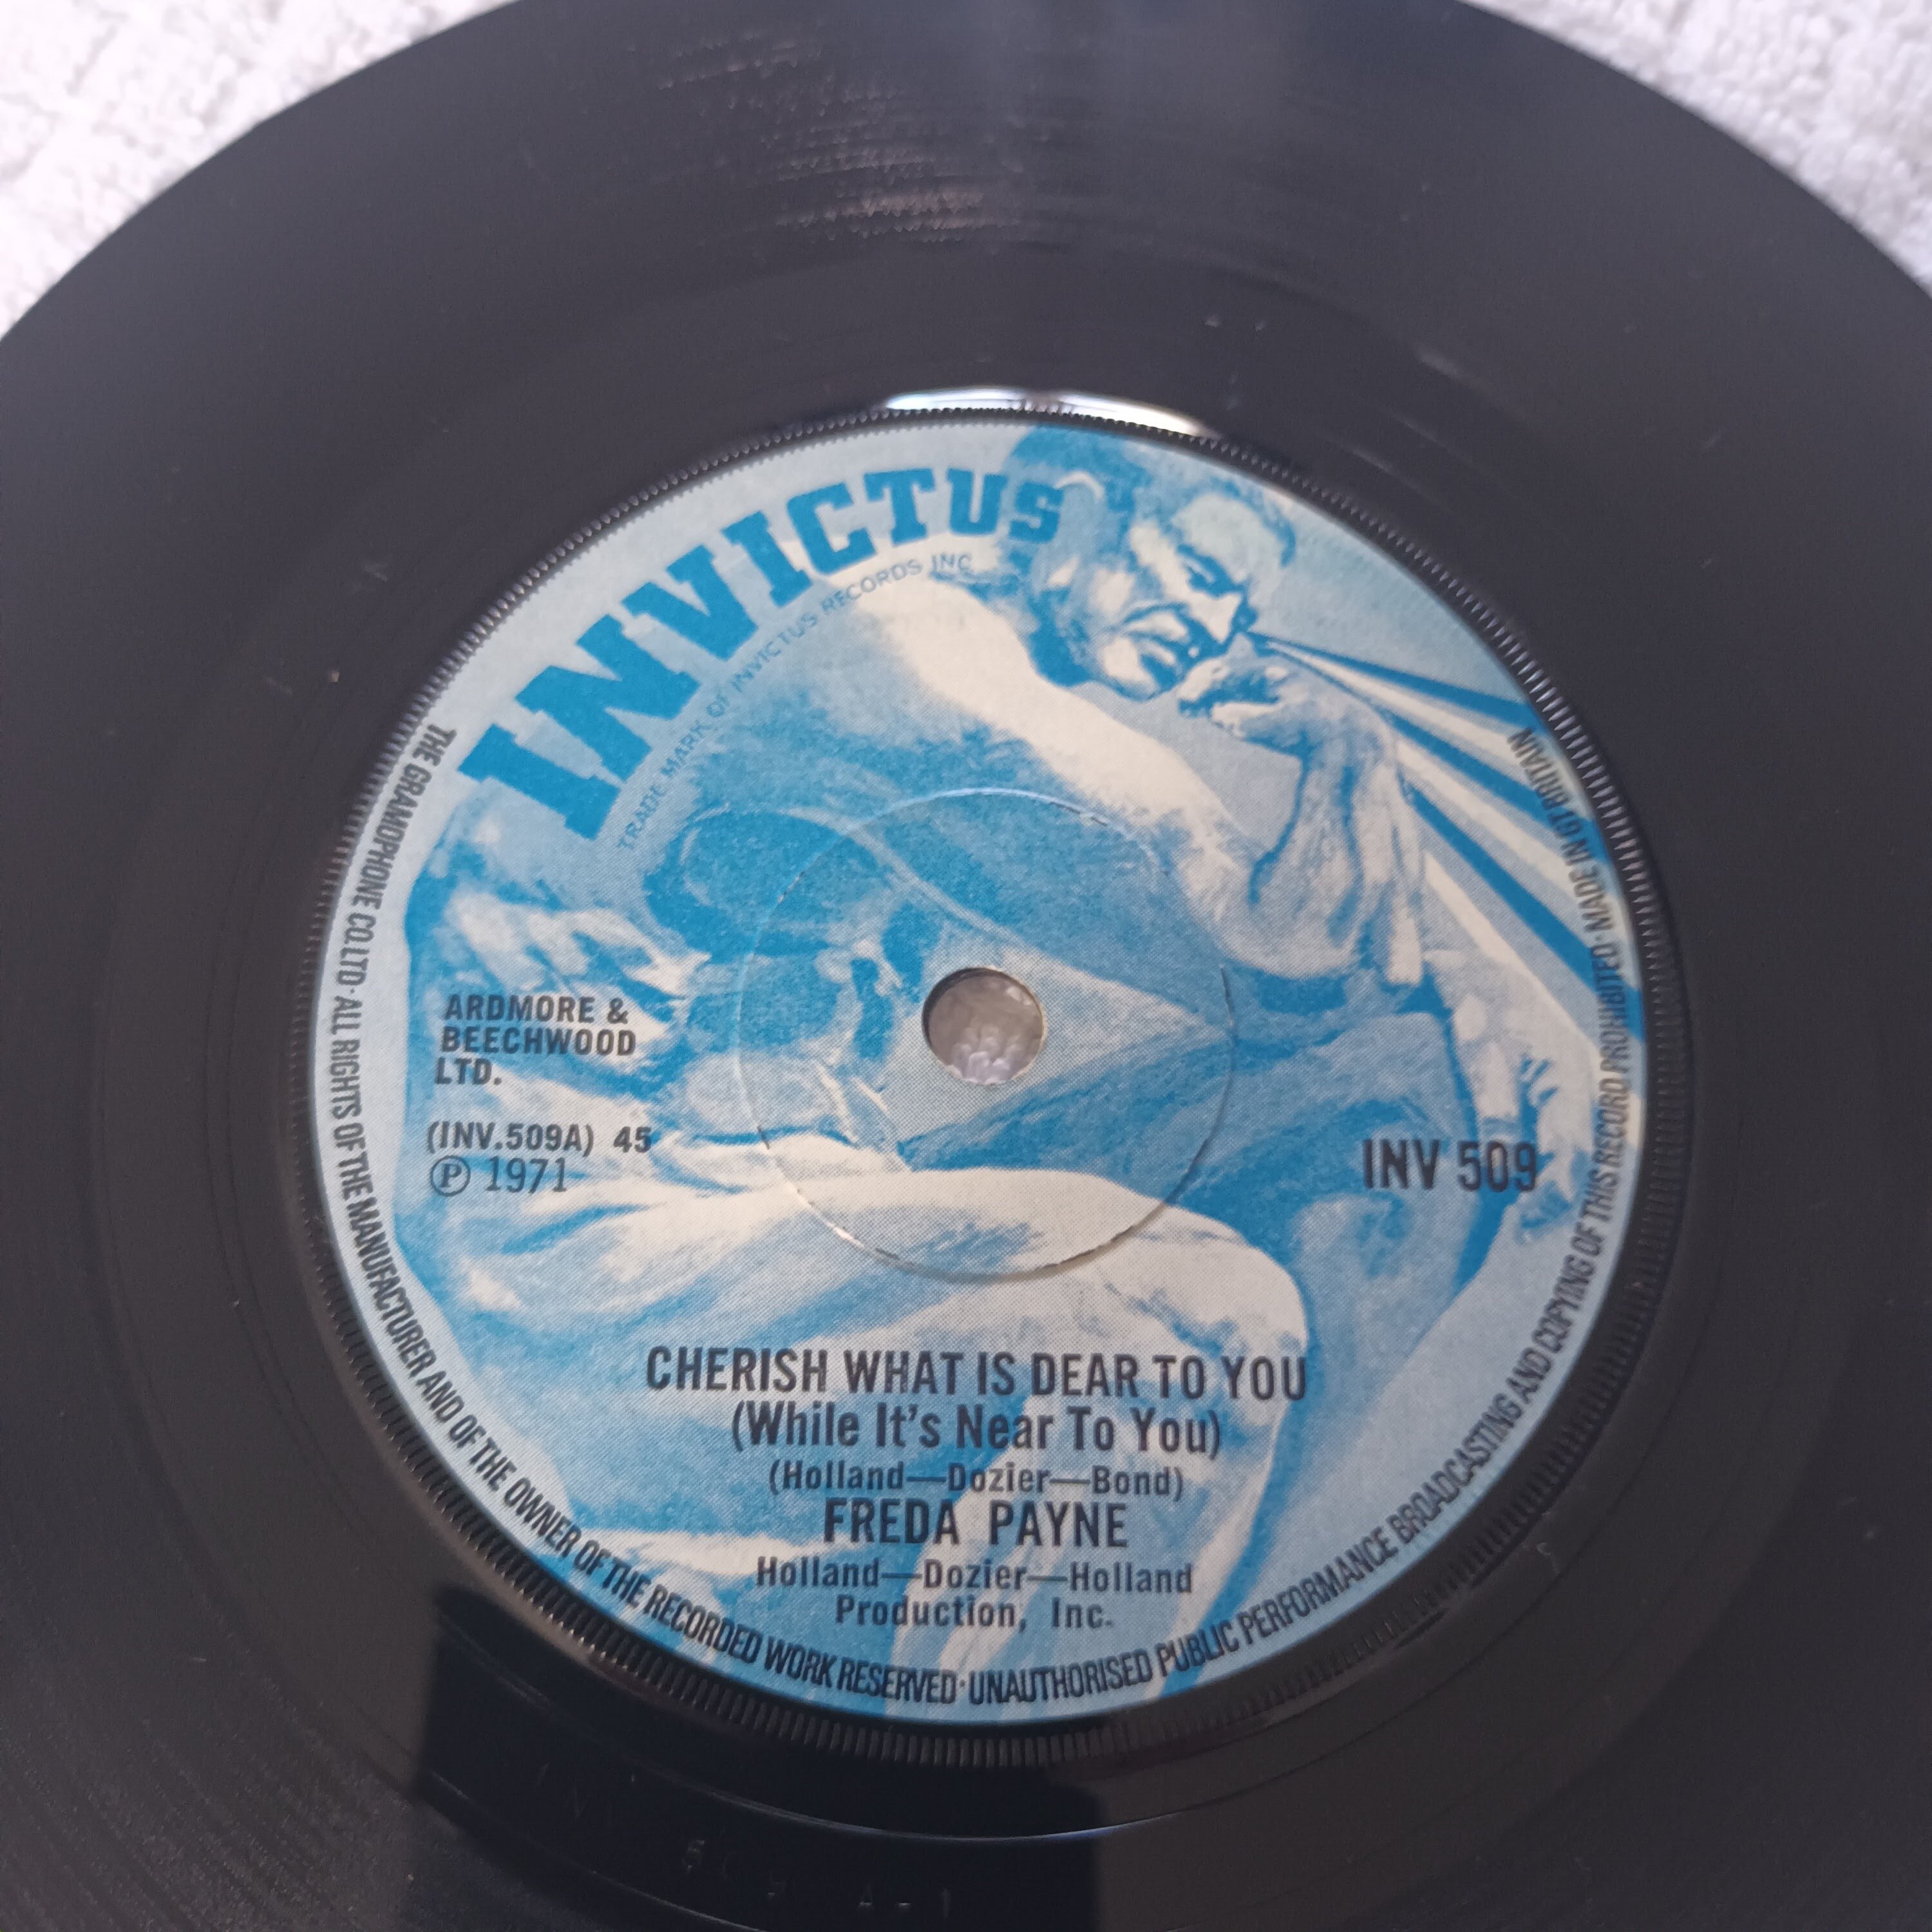 INVICTUS
TRADE MARK OF INVICTUS RECORDS INC
THE GRAMOPHONE CO. LTD · ALL RIGHTS OF THE MANUFACTURER AND OF THE OWNER OF THE RECORDED WORK RESERVED · UNAUTHORISED PUBLIC PERFORMANCE BROADCASTING AND COPYING OF THIS RECORD PROHIBITED · MADE IN GT BRITAIN
ARDMORE &
BEECHWOOD
LTD.
(INV.509A) 45
℗ 1971
INV 509
CHERISH WHAT IS DEAR TO YOU
(While It's Near To You)
(Holland—Dozier—Bond)
FREDA PAYNE
Holland—Dozier—Holland
Production, Inc.